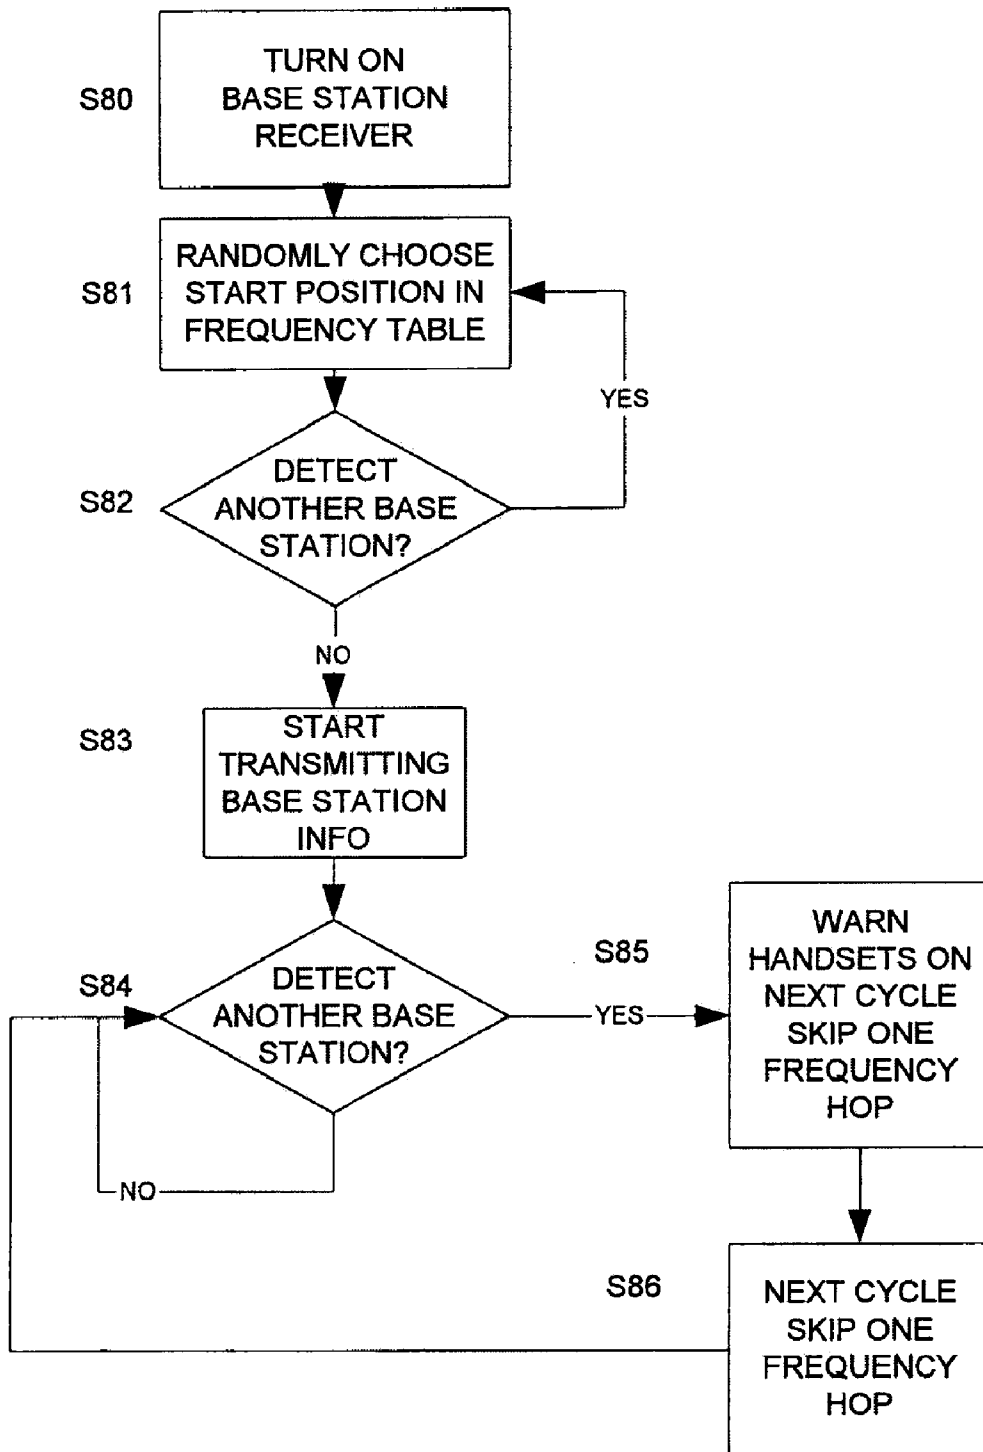 S80
TURN ON
BASE STATION
RECEIVER
S81
RANDOMLY CHOOSE
START POSITION IN
FREQUENCY TABLE
YES
S82
DETECT
ANOTHER BASE
STATION?
NO
S83
START
TRANSMITTING
BASE STATION
INFO
S84
DETECT
ANOTHER BASE
STATION?
NO
YES
S85
WARN
HANDSETS ON
NEXT CYCLE
SKIP ONE
FREQUENCY
HOP
S86
NEXT CYCLE
SKIP ONE
FREQUENCY
HOP